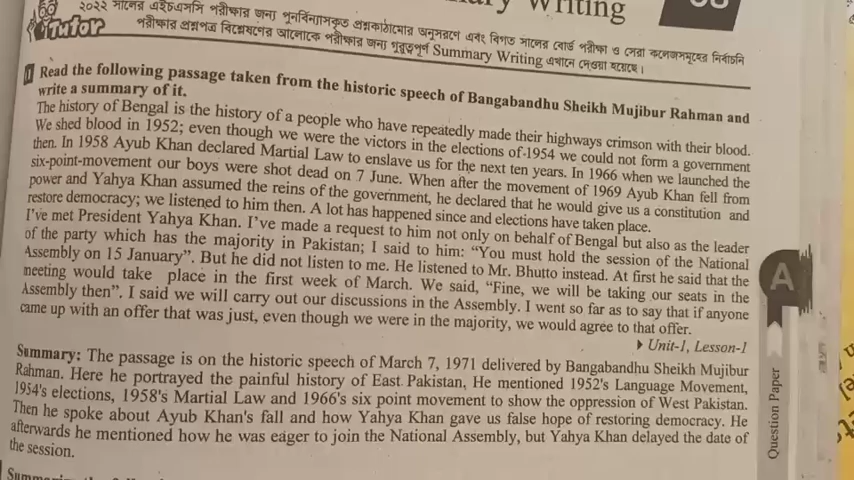 ry Writing
২০২২ সালের এইচএসসি পরীক্ষার জন্য পুনর্বিন্যাসকৃত প্রশ্নকাঠামোর অনুসরণে এবং বিগত সালের বোর্ড পরীক্ষা ও সেরা কলেজসমূহের নির্বাচনি
Tutor
পরীক্ষার প্রশ্নপত্র বিশ্লেষণের আলোকে পরীক্ষার জন্য গুরুত্বপূর্ণ Summary Writing এখানে দেওয়া হয়েছে।
1 Read the following passage taken from the historic speech of Bangabandhu Sheikh Mujibur Rahman and
write a summary of it.
The history of Bengal is the history of a people who have repeatedly made their highways crimson with their blood.
We shed blood in 1952; even though we were the victors in the elections of 1954 we could not form a government
then. In 1958 Ayub Khan declared Martial Law to enslave us for the next ten years. In 1966 when we launched the
six-point-movement our boys were shot dead on 7 June. When after the movement of 1969 Ayub Khan fell from
power and Yahya Khan assumed the reins of the government, he declared that he would give us a constitution and
restore democracy; we listened to him then. A lot has happened since and elections have taken place.
I've met President Yahya Khan. I've made a request to him not only on behalf of Bengal but also as the leader
of the party which has the majority in Pakistan; I said to him: "You must hold the session of the National
Assembly on 15 January". But he did not listen to me. He listened to Mr. Bhutto instead. At first he said that the
meeting would take place in the first week of March. We said, "Fine, we will be taking our seats in the
Assembly then". I said we will carry out our discussions in the Assembly. I went so far as to say that if anyone
came up with an offer that was just, even though we were in the majority, we would agree to that offer.
Unit-1, Lesson-1
Summary: The passage is on the historic speech of March 7, 1971 delivered by Bangabandhu Sheikh Mujibur
Rahman. Here he portrayed the painful history of East Pakistan, He mentioned 1952's Language Movement,
1954's elections, 1958's Martial Law and 1966's six point movement to show the oppression of West Pakistan.
Then he spoke about Ayub Khan's fall and how Yahya Khan gave us false hope of restoring democracy. He
afterwards he mentioned how he was eager to join the National Assembly, but Yahya Khan delayed the date of
the session.
A
Question Paper